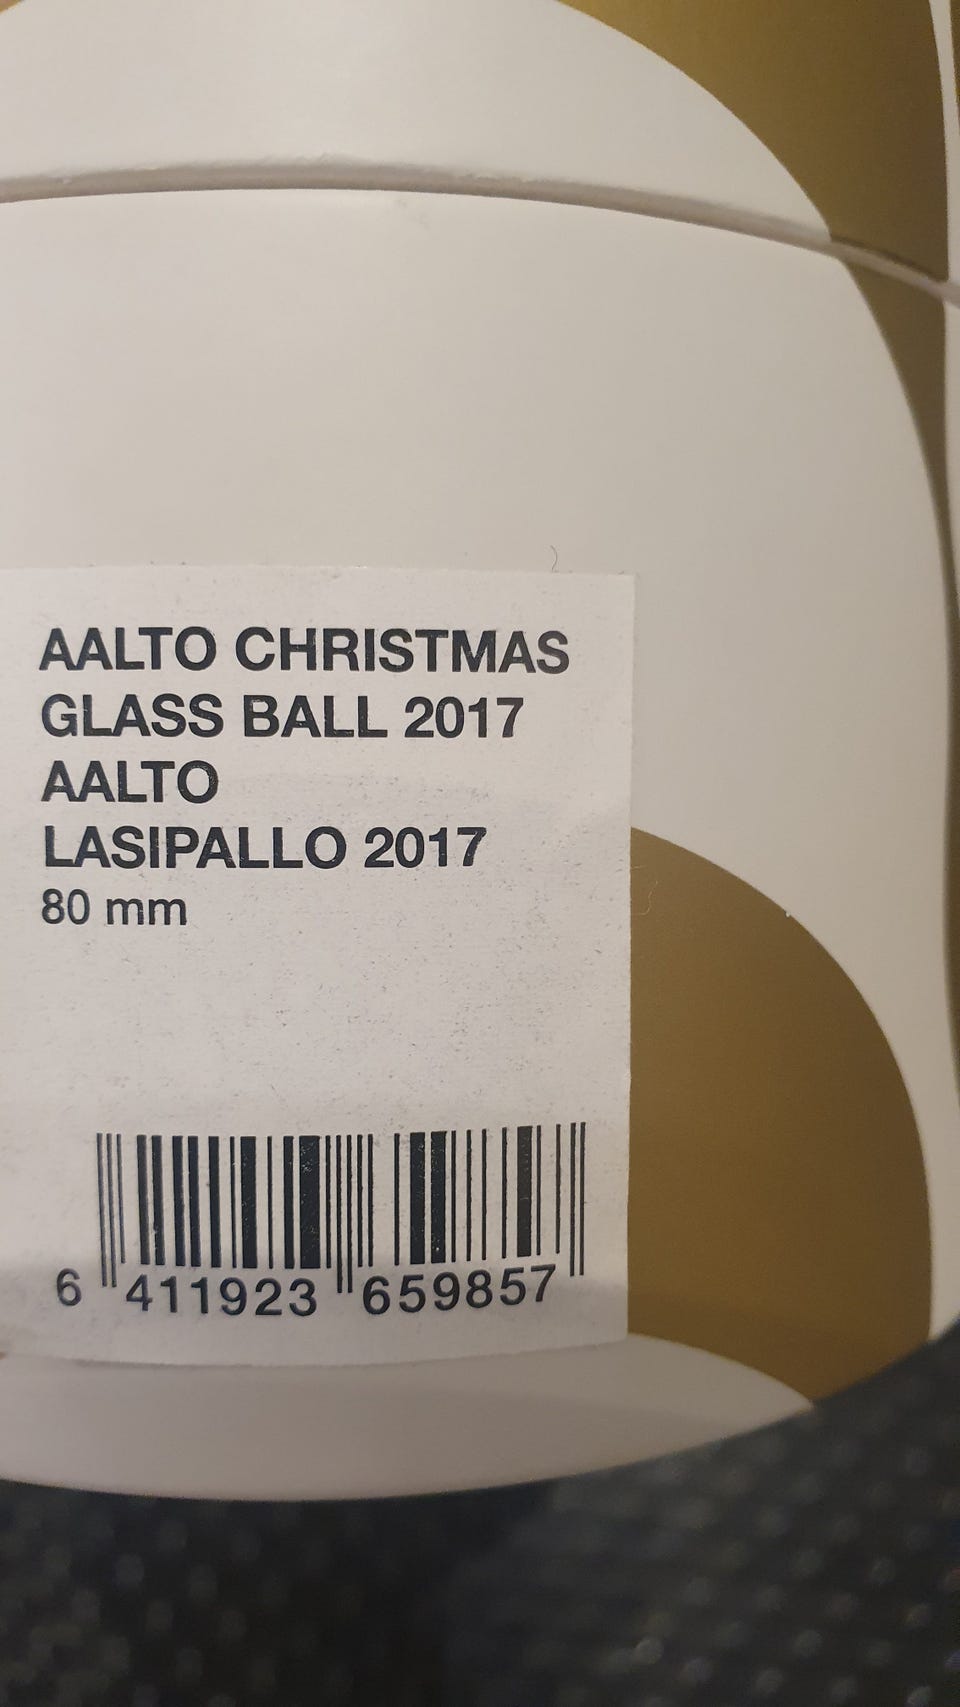 AALTO CHRISTMAS
GLASS BALL 2017
AALTO
LASIPALLO 2017
80 mm
6 411923 659857